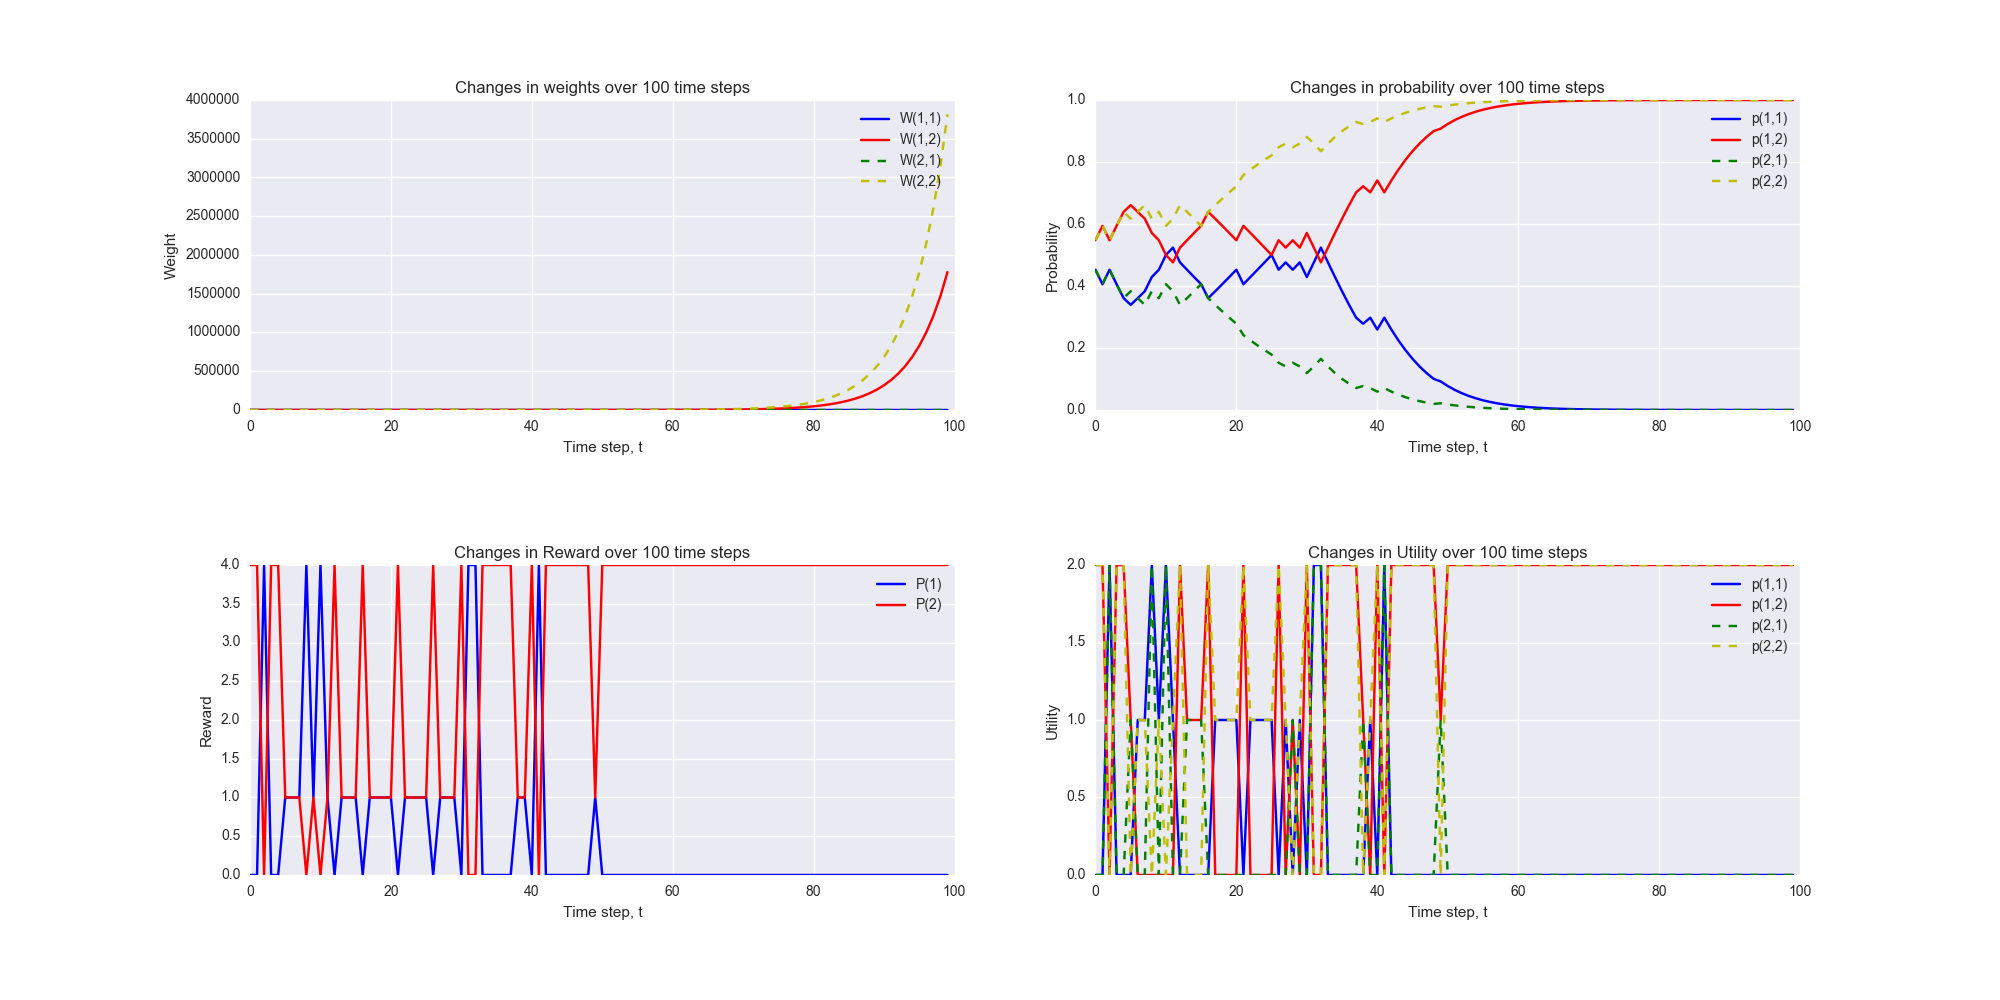 Changes in weights over 100 time steps
4000000
3500000
3000000
2500000
2000000
1500000
1000000
500000
0
Weight
W(1,1)
W(1,2)
W(2,1)
W(2,2)
0 20 40 60 80 100
Time step, t
Changes in probability over 100 time steps
1.0
0.8
0.6
0.4
0.2
0.0
Probability
p(1,1)
p(1,2)
p(2,1)
p(2,2)
0 20 40 60 80 100
Time step, t
Changes in Reward over 100 time steps
4.0
3.5
3.0
2.5
2.0
1.5
1.0
0.5
0.0
Reward
P(1)
P(2)
0 20 40 60 80 100
Time step, t
Changes in Utility over 100 time steps
2.0
1.5
1.0
0.5
0.0
Utility
p(1,1)
p(1,2)
p(2,1)
p(2,2)
0 20 40 60 80 100
Time step, t